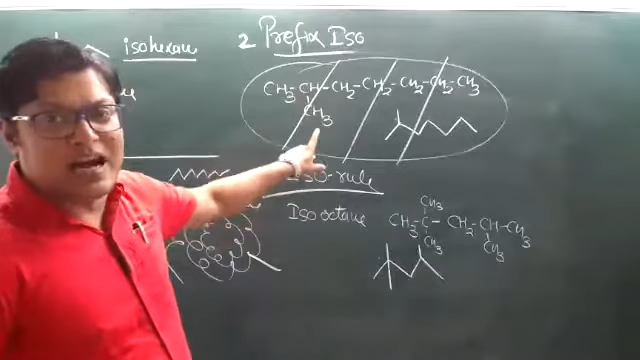 isohexane
2 Prefix Iso
CH3-CH-CH2-CH2-CH2-CH2-CH3
CH3
Iso-rule
Iso octane
CH3
CH3-C-CH2-CH-CH3
CH3 CH3